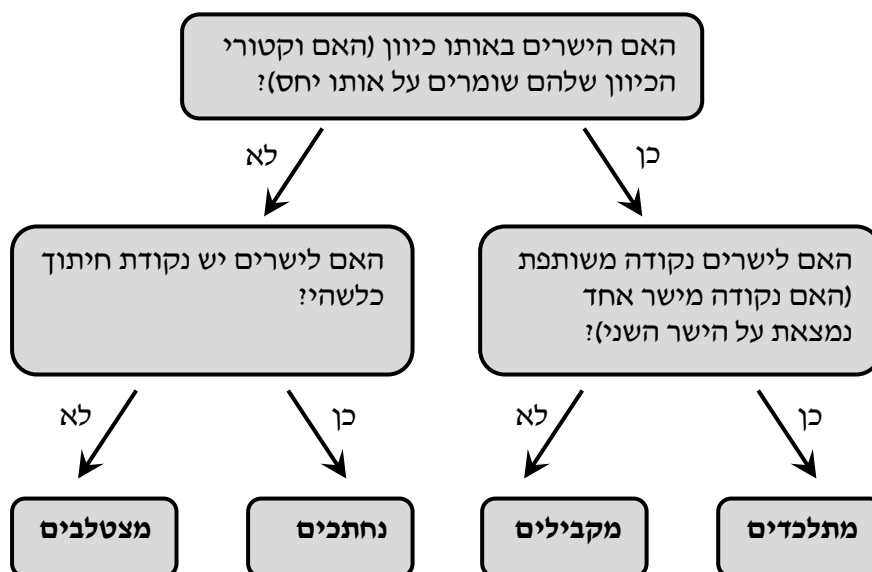 האם הישרים באותו כיוון (האם וקטורי
הכיוון שלהם שומרים על אותו יחס)?
כן
לא
האם לישרים נקודה משותפת
(האם נקודה מישר אחד
נמצאת על הישר השני)?
האם לישרים יש נקודת חיתוך
כלשהי?
כן
לא
כן
לא
מתלכדים
מקבילים
נחתכים
מצטלבים